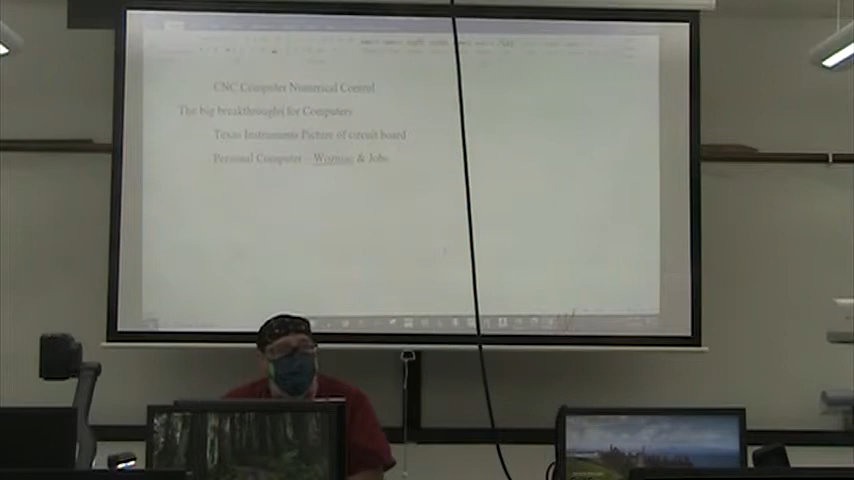 CNC Computer Numerical Control
The big breakthrough for Computers
Texas Instruments Picture of circuit board
Personal Computer – Wozniac & Jobs